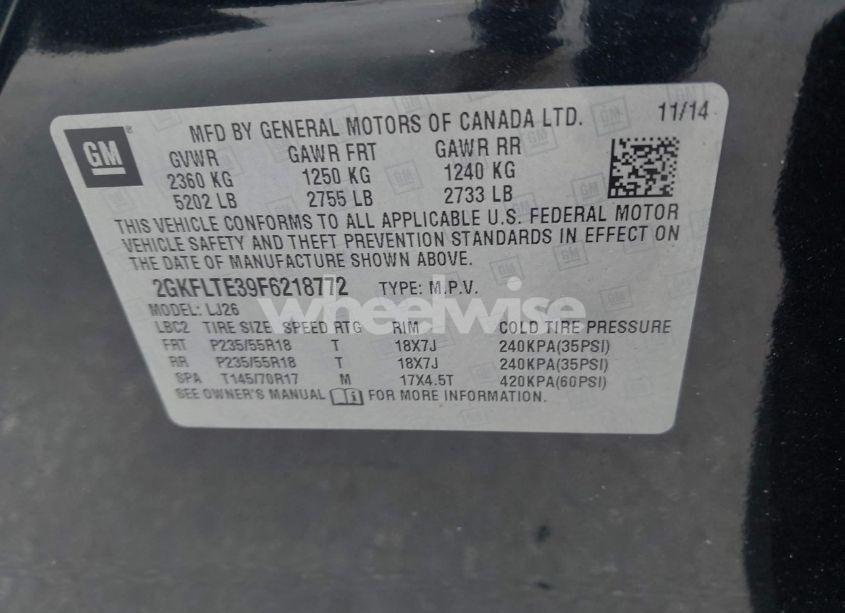 GM
MFD BY GENERAL MOTORS OF CANADA LTD. 11/14
GVWR GAWR FRT GAWR RR
2360 KG 1250 KG 1240 KG
5202 LB 2755 LB 2733 LB
THIS VEHICLE CONFORMS TO ALL APPLICABLE U.S. FEDERAL MOTOR
VEHICLE SAFETY AND THEFT PREVENTION STANDARDS IN EFFECT ON
THE DATE OF MANUFACTURE SHOWN ABOVE.
2GKFLTE39F6218772 TYPE: M.P.V.
MODEL: LJ26
wheelwise
LBC2 TIRE SIZE SPEED RTG RIM COLD TIRE PRESSURE
FRT P235/55R18 T 18X7J 240KPA(35PSI)
RR P235/55R18 T 18X7J 240KPA(35PSI)
SPA T145/70R17 M 17X4.5T 420KPA(60PSI)
SEE OWNER'S MANUAL FOR MORE INFORMATION.